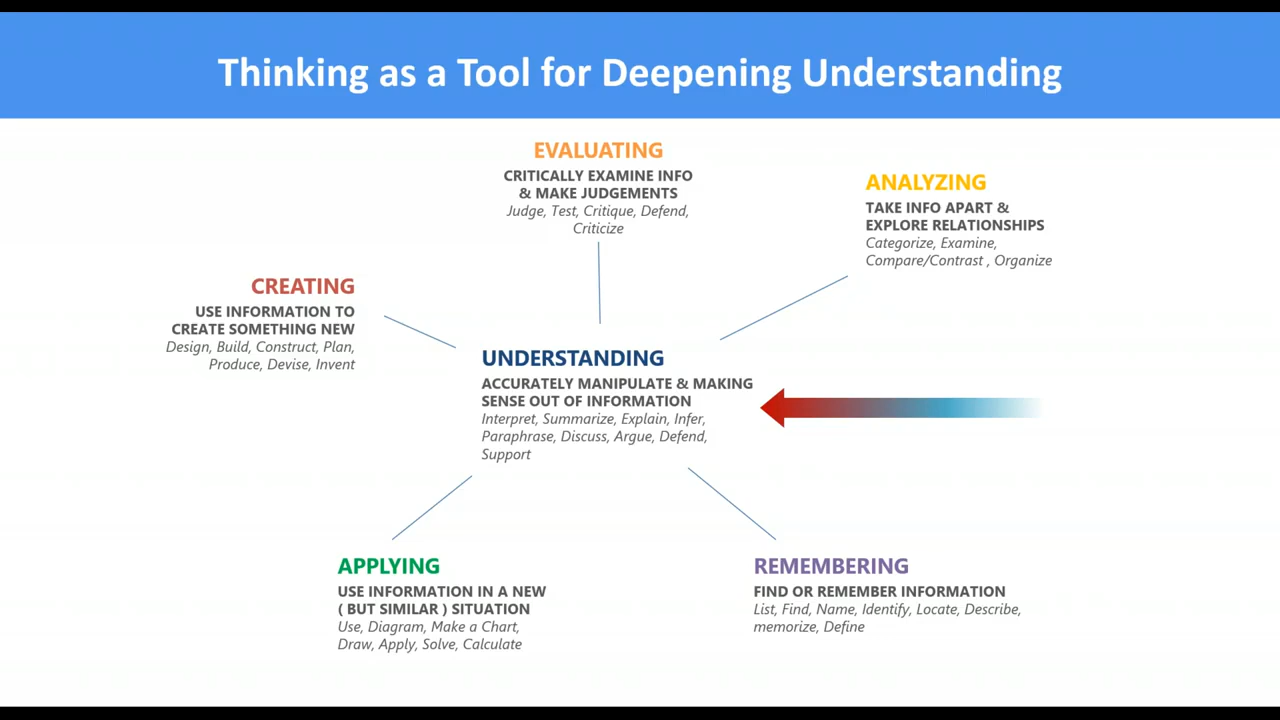 Thinking as a Tool for Deepening Understanding
EVALUATING
CRITICALLY EXAMINE INFO
& MAKE JUDGEMENTS
Judge, Test, Critique, Defend,
Criticize
ANALYZING
TAKE INFO APART &
EXPLORE RELATIONSHIPS
Categorize, Examine,
Compare/Contrast , Organize
CREATING
USE INFORMATION TO
CREATE SOMETHING NEW
Design, Build, Construct, Plan,
Produce, Devise, Invent
UNDERSTANDING
ACCURATELY MANIPULATE & MAKING
SENSE OUT OF INFORMATION
Interpret, Summarize, Explain, Infer,
Paraphrase, Discuss, Argue, Defend,
Support
APPLYING
USE INFORMATION IN A NEW
( BUT SIMILAR ) SITUATION
Use, Diagram, Make a Chart,
Draw, Apply, Solve, Calculate
REMEMBERING
FIND OR REMEMBER INFORMATION
List, Find, Name, Identify, Locate, Describe,
memorize, Define